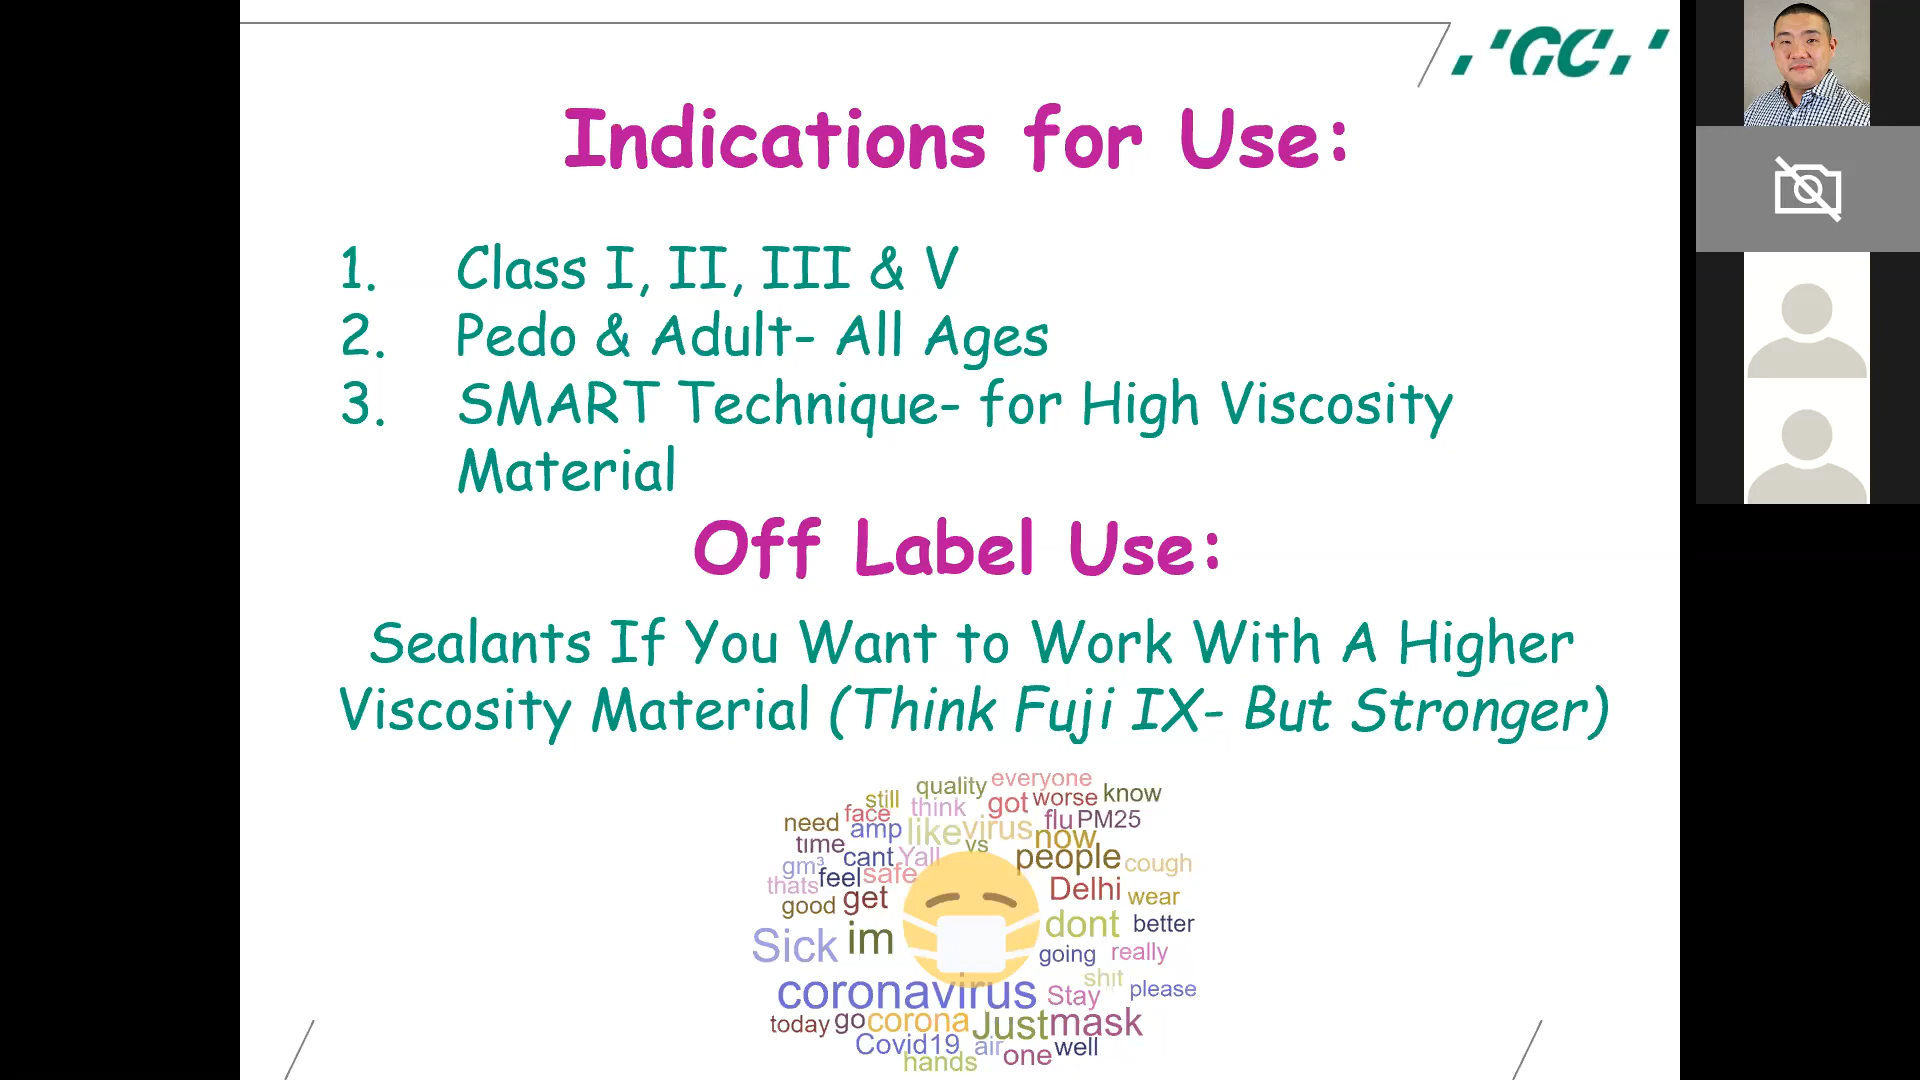 GC
Indications for Use:
1. Class I, II, III & V
2. Pedo & Adult- All Ages
3. SMART Technique- for High Viscosity
Material
Off Label Use:
Sealants If You Want to Work With A Higher
Viscosity Material (Think Fuji IX- But Stronger)
quality everyone
still think got worse know
need face amp like virus flu PM25
time cant Yall vs now
gm³ feel safe people cough
thats get Delhi wear
good dont better
Sick im going really
shit
coronavirus Stay please
today go corona Just mask
Covid19 air one well
hands